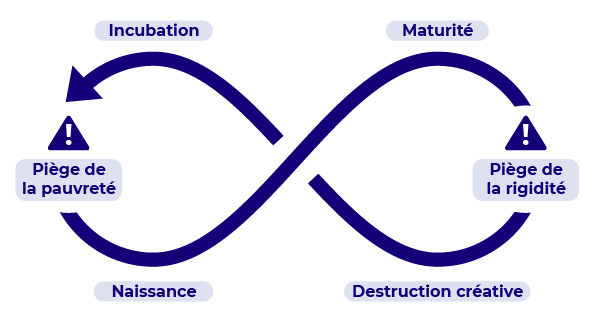 Incubation
Maturité
!
!
Piège de
la pauvreté
Piège de
la rigidité
Naissance
Destruction créative